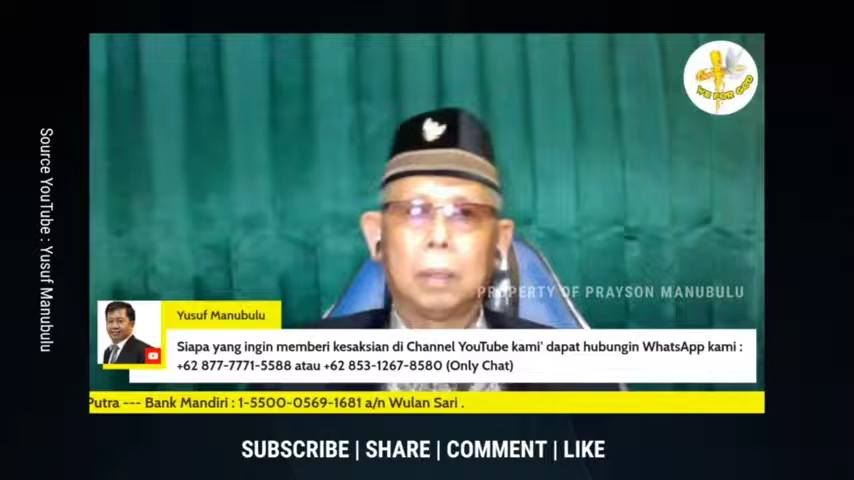 WE FOR GOD
Source YouTube : Yusuf Manubulu
PROPERTY OF PRAYSON MANUBULU
Yusuf Manubulu
Siapa yang ingin memberi kesaksian di Channel YouTube kami' dapat hubungin WhatsApp kami :
+62 877-7771-5588 atau +62 853-1267-8580 (Only Chat)
Putra --- Bank Mandiri : 1-5500-0569-1681 a/n Wulan Sari .
SUBSCRIBE | SHARE | COMMENT | LIKE